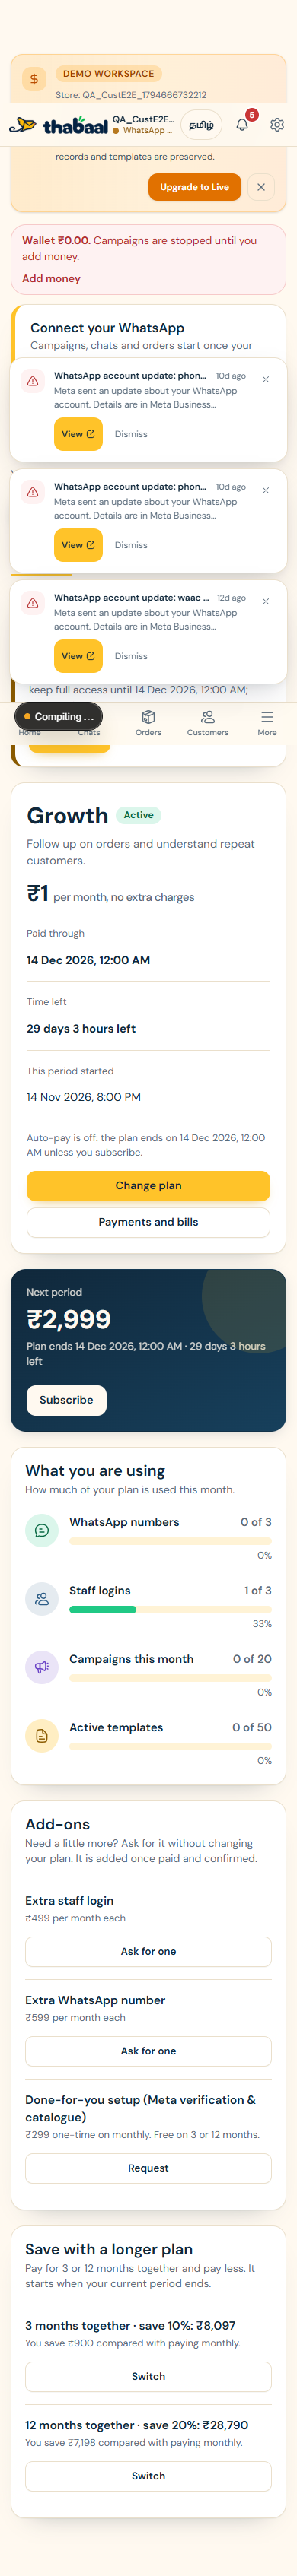 DEMO WORKSPACE
Store: QA_CustE2E_1794666732212
thabaal
QA_CustE2E...
WhatsApp ...
தமிழ்
5
records and templates are preserved.
Upgrade to Live
Wallet ₹0.00. Campaigns are stopped until you
add money.
Add money
Connect your WhatsApp
Campaigns, chats and orders start once your
WhatsApp account update: phon... 10d ago
Meta sent an update about your WhatsApp
account. Details are in Meta Business...
View
Dismiss
WhatsApp account update: phon... 10d ago
Meta sent an update about your WhatsApp
account. Details are in Meta Business...
View
Dismiss
WhatsApp account update: waac ... 12d ago
Meta sent an update about your WhatsApp
account. Details are in Meta Business...
View
Dismiss
keep full access until 14 Dec 2026, 12:00 AM;
Compiling ...
Home
Chats
Orders
Customers
More
Growth
Active
Follow up on orders and understand repeat
customers.
₹1 per month, no extra charges
Paid through
14 Dec 2026, 12:00 AM
Time left
29 days 3 hours left
This period started
14 Nov 2026, 8:00 PM
Auto-pay is off: the plan ends on 14 Dec 2026, 12:00
AM unless you subscribe.
Change plan
Payments and bills
Next period
₹2,999
Plan ends 14 Dec 2026, 12:00 AM · 29 days 3 hours
left
Subscribe
What you are using
How much of your plan is used this month.
WhatsApp numbers 0 of 3
0%
Staff logins 1 of 3
33%
Campaigns this month 0 of 20
0%
Active templates 0 of 50
0%
Add-ons
Need a little more? Ask for it without changing
your plan. It is added once paid and confirmed.
Extra staff login
₹499 per month each
Ask for one
Extra WhatsApp number
₹599 per month each
Ask for one
Done-for-you setup (Meta verification &
catalogue)
₹299 one-time on monthly. Free on 3 or 12 months.
Request
Save with a longer plan
Pay for 3 or 12 months together and pay less. It
starts when your current period ends.
3 months together · save 10%: ₹8,097
You save ₹900 compared with paying monthly.
Switch
12 months together · save 20%: ₹28,790
You save ₹7,198 compared with paying monthly.
Switch